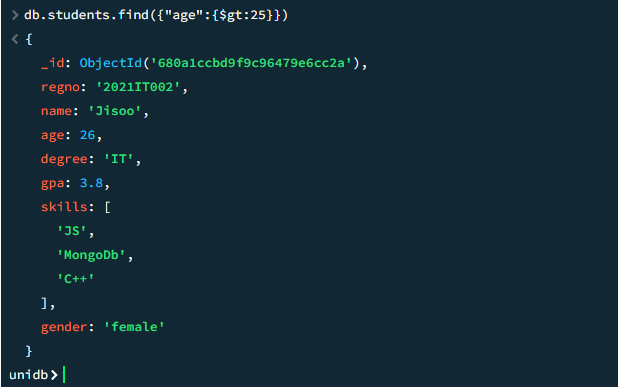 > db.students.find({"age":{$gt:25}})
< {
_id: ObjectId('680a1ccbd9f9c96479e6cc2a'),
regno: '2021IT002',
name: 'Jisoo',
age: 26,
degree: 'IT',
gpa: 3.8,
skills: [
'JS',
'MongoDb',
'C++'
],
gender: 'female'
}
unidb>